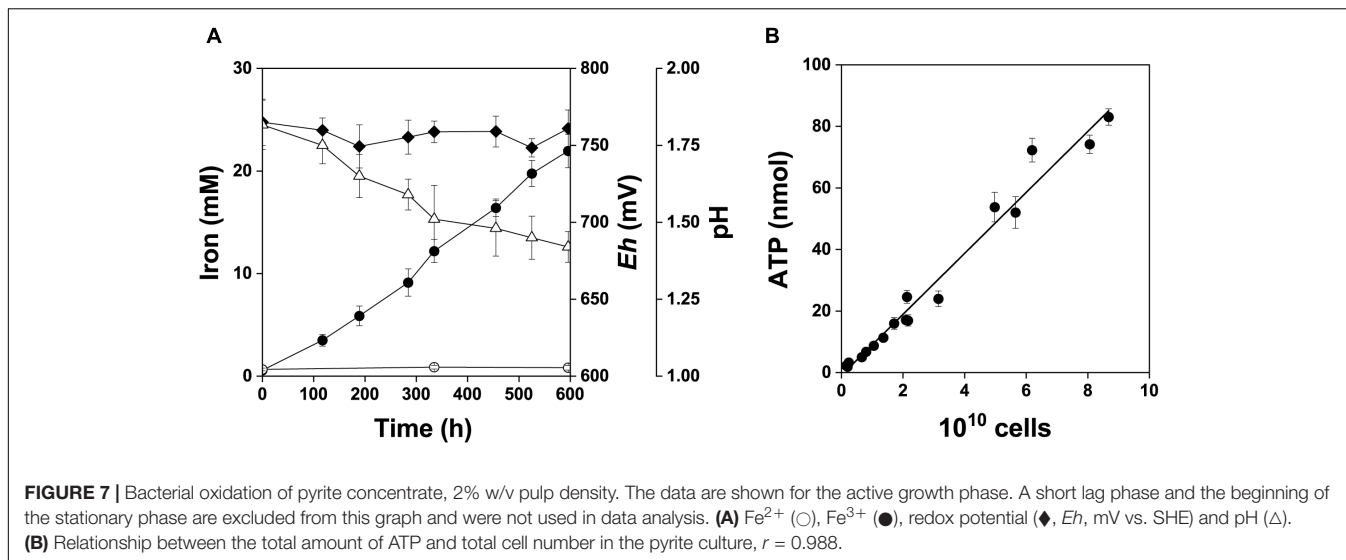 A
B
30
20
10
0
Iron (mM)
800
750
700
650
600
Eh (mV)
2.00
1.75
1.50
1.25
1.00
pH
0 100 200 300 400 500 600
Time (h)
100
80
60
40
20
0
ATP (nmol)
0 2 4 6 8 10
10¹⁰ cells
FIGURE 7 | Bacterial oxidation of pyrite concentrate, 2% w/v pulp density. The data are shown for the active growth phase. A short lag phase and the beginning of
the stationary phase are excluded from this graph and were not used in data analysis. (A) Fe²⁺ (○), Fe³⁺ (●), redox potential (♦, Eh, mV vs. SHE) and pH (△).
(B) Relationship between the total amount of ATP and total cell number in the pyrite culture, r = 0.988.